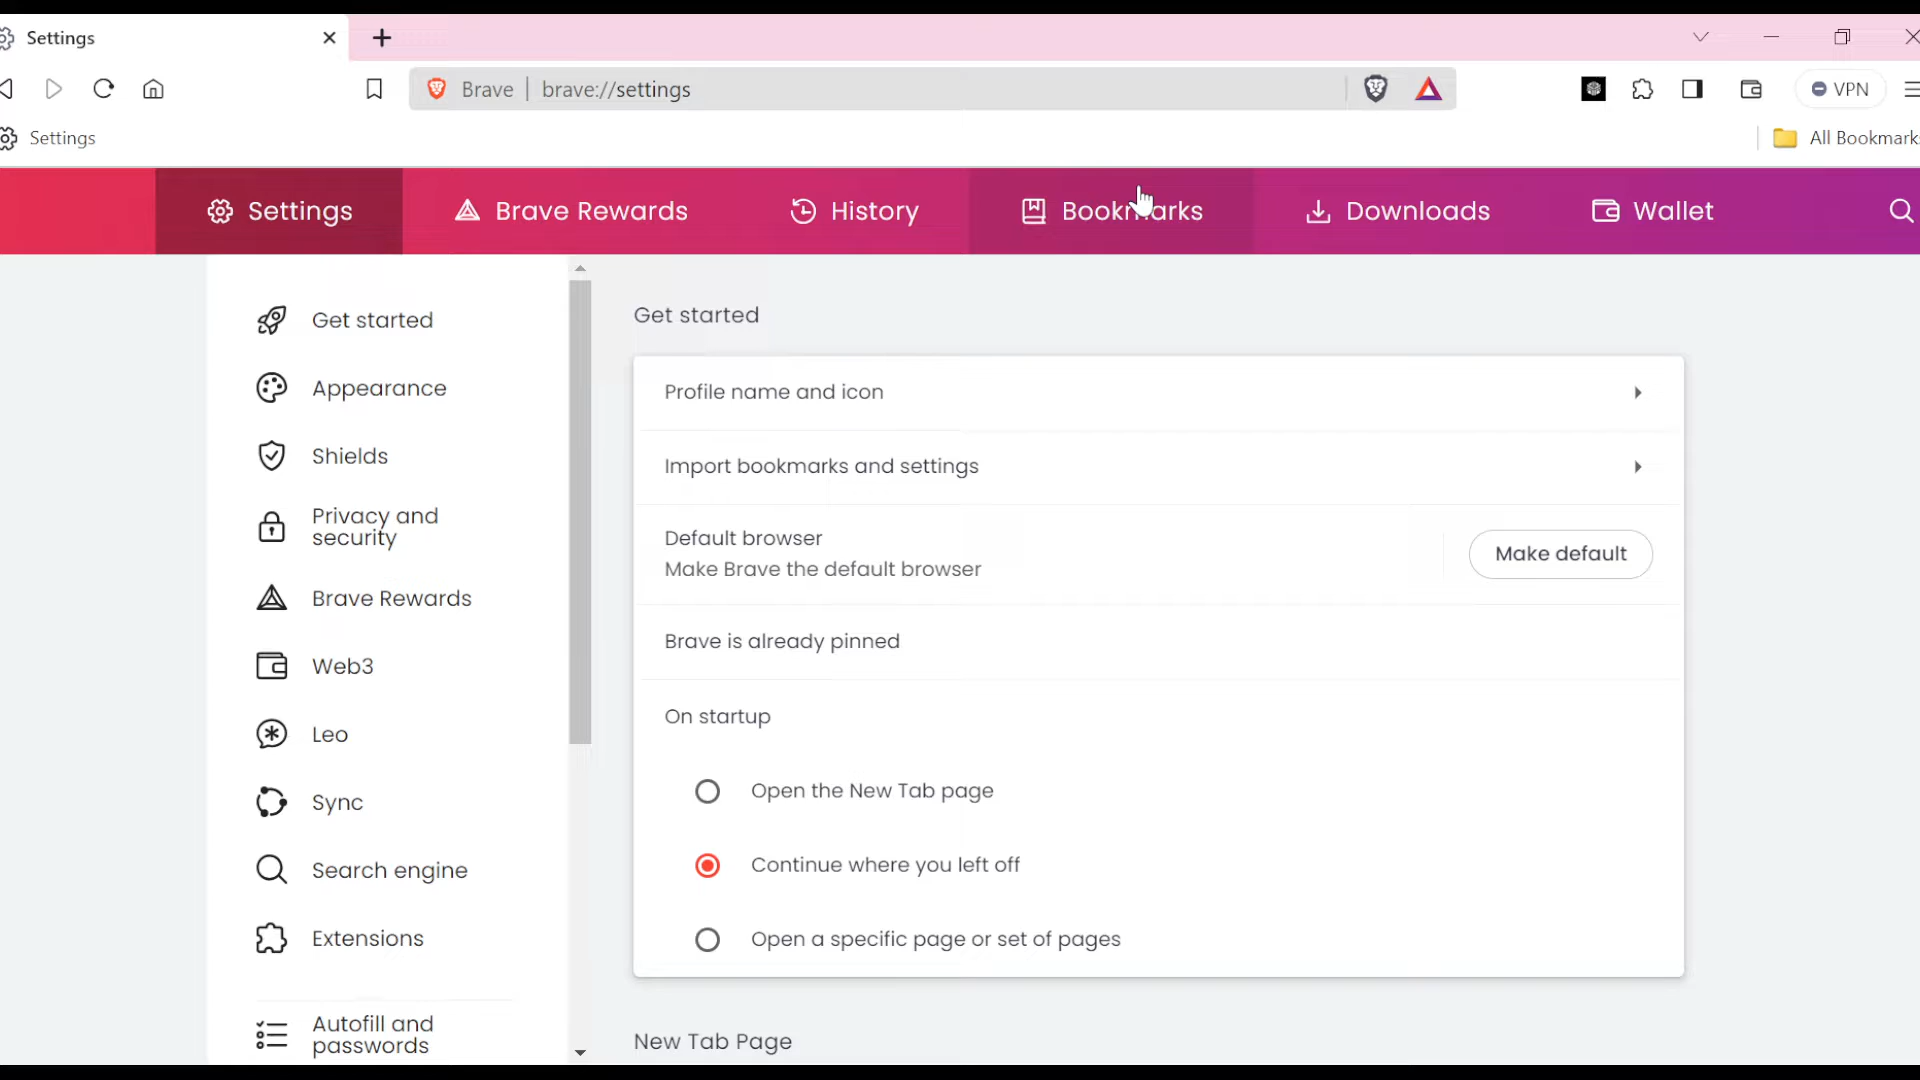 Settings
Brave
brave://settings
VPN
Settings
All Bookmarks
Settings
Brave Rewards
History
Bookmarks
Downloads
Wallet
Get started
Appearance
Shields
Privacy and
security
Brave Rewards
Web3
Leo
Sync
Search engine
Extensions
Autofill and
passwords
Get started
Profile name and icon
Import bookmarks and settings
Default browser
Make Brave the default browser
Make default
Brave is already pinned
On startup
Open the New Tab page
Continue where you left off
Open a specific page or set of pages
New Tab Page